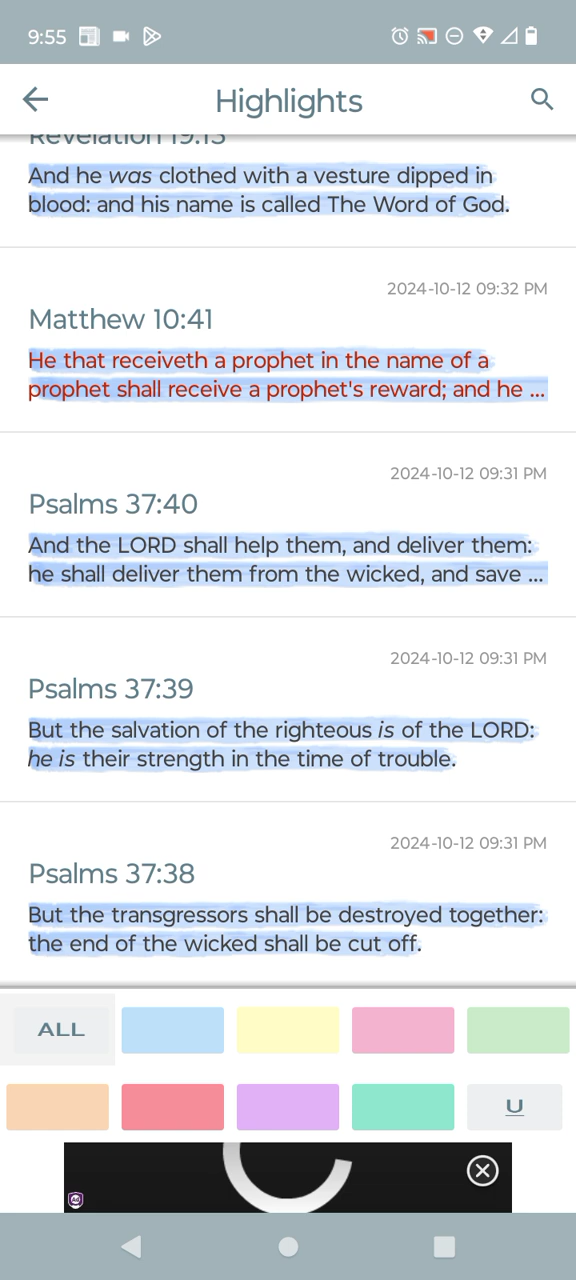 9:55
Highlights
Revelation 19:13
And he was clothed with a vesture dipped in
blood: and his name is called The Word of God.
2024-10-12 09:32 PM
Matthew 10:41
He that receiveth a prophet in the name of a
prophet shall receive a prophet's reward; and he ...
2024-10-12 09:31 PM
Psalms 37:40
And the LORD shall help them, and deliver them:
he shall deliver them from the wicked, and save ...
2024-10-12 09:31 PM
Psalms 37:39
But the salvation of the righteous is of the LORD:
he is their strength in the time of trouble.
2024-10-12 09:31 PM
Psalms 37:38
But the transgressors shall be destroyed together:
the end of the wicked shall be cut off.
ALL
U
Ad